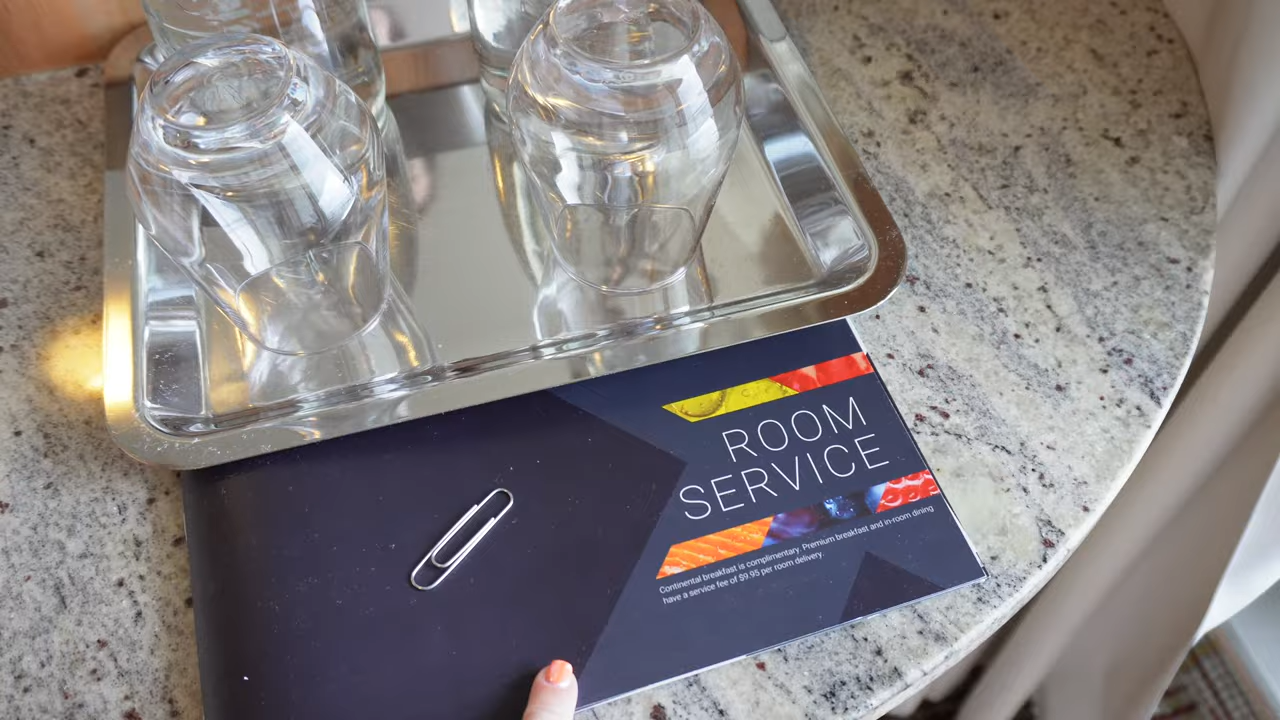 ROOM
SERVICE
Continental breakfast is complimentary. Premium breakfast and in-room dining
have a service fee of $9.95 per room delivery.